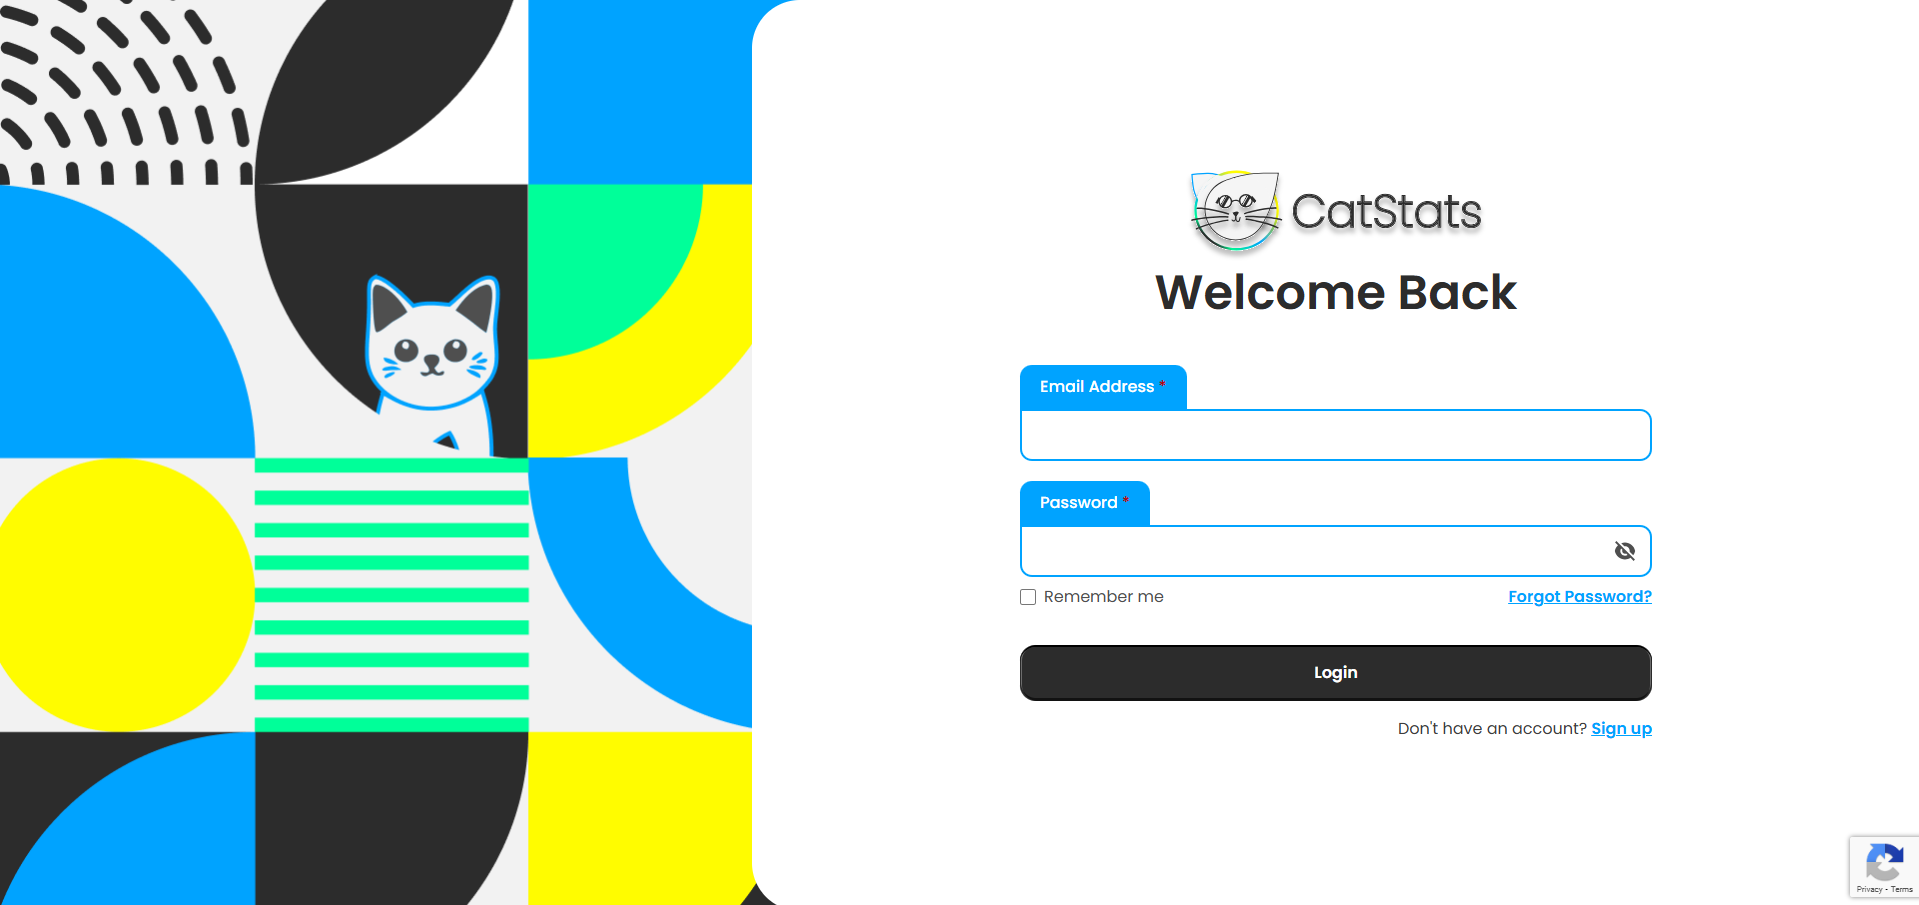 CatStats
Welcome Back
Email Address *
Password *
Remember me
Forgot Password?
Login
Don't have an account? Sign up
Privacy - Terms